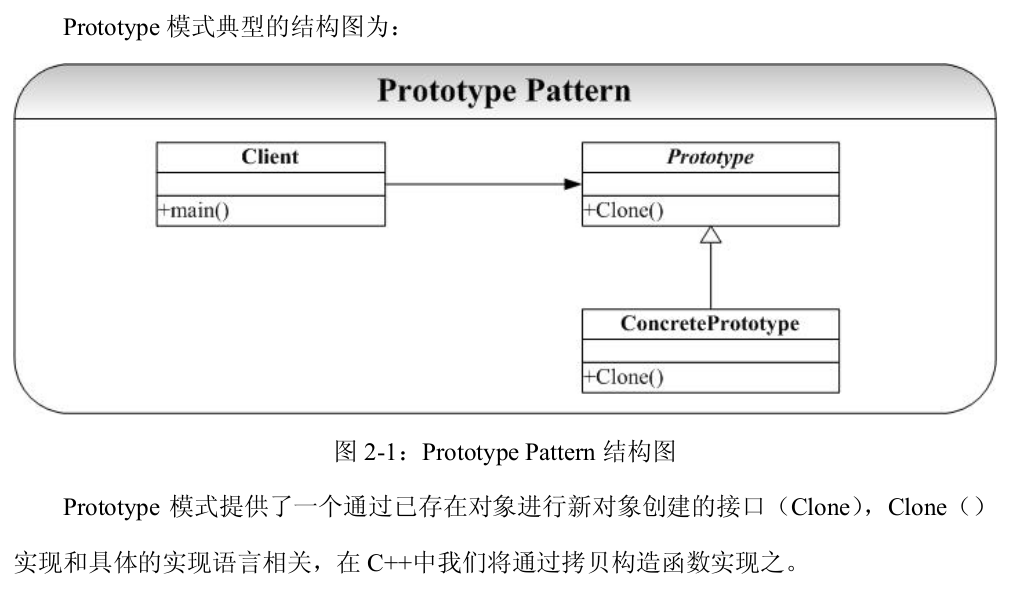 Prototype 模式典型的结构图为：
Prototype Pattern
Client
+main()
Prototype
+Clone()
ConcretePrototype
+Clone()
图 2-1：Prototype Pattern 结构图
Prototype 模式提供了一个通过已存在对象进行新对象创建的接口（Clone），Clone（）
实现和具体的实现语言相关，在 C++中我们将通过拷贝构造函数实现之。